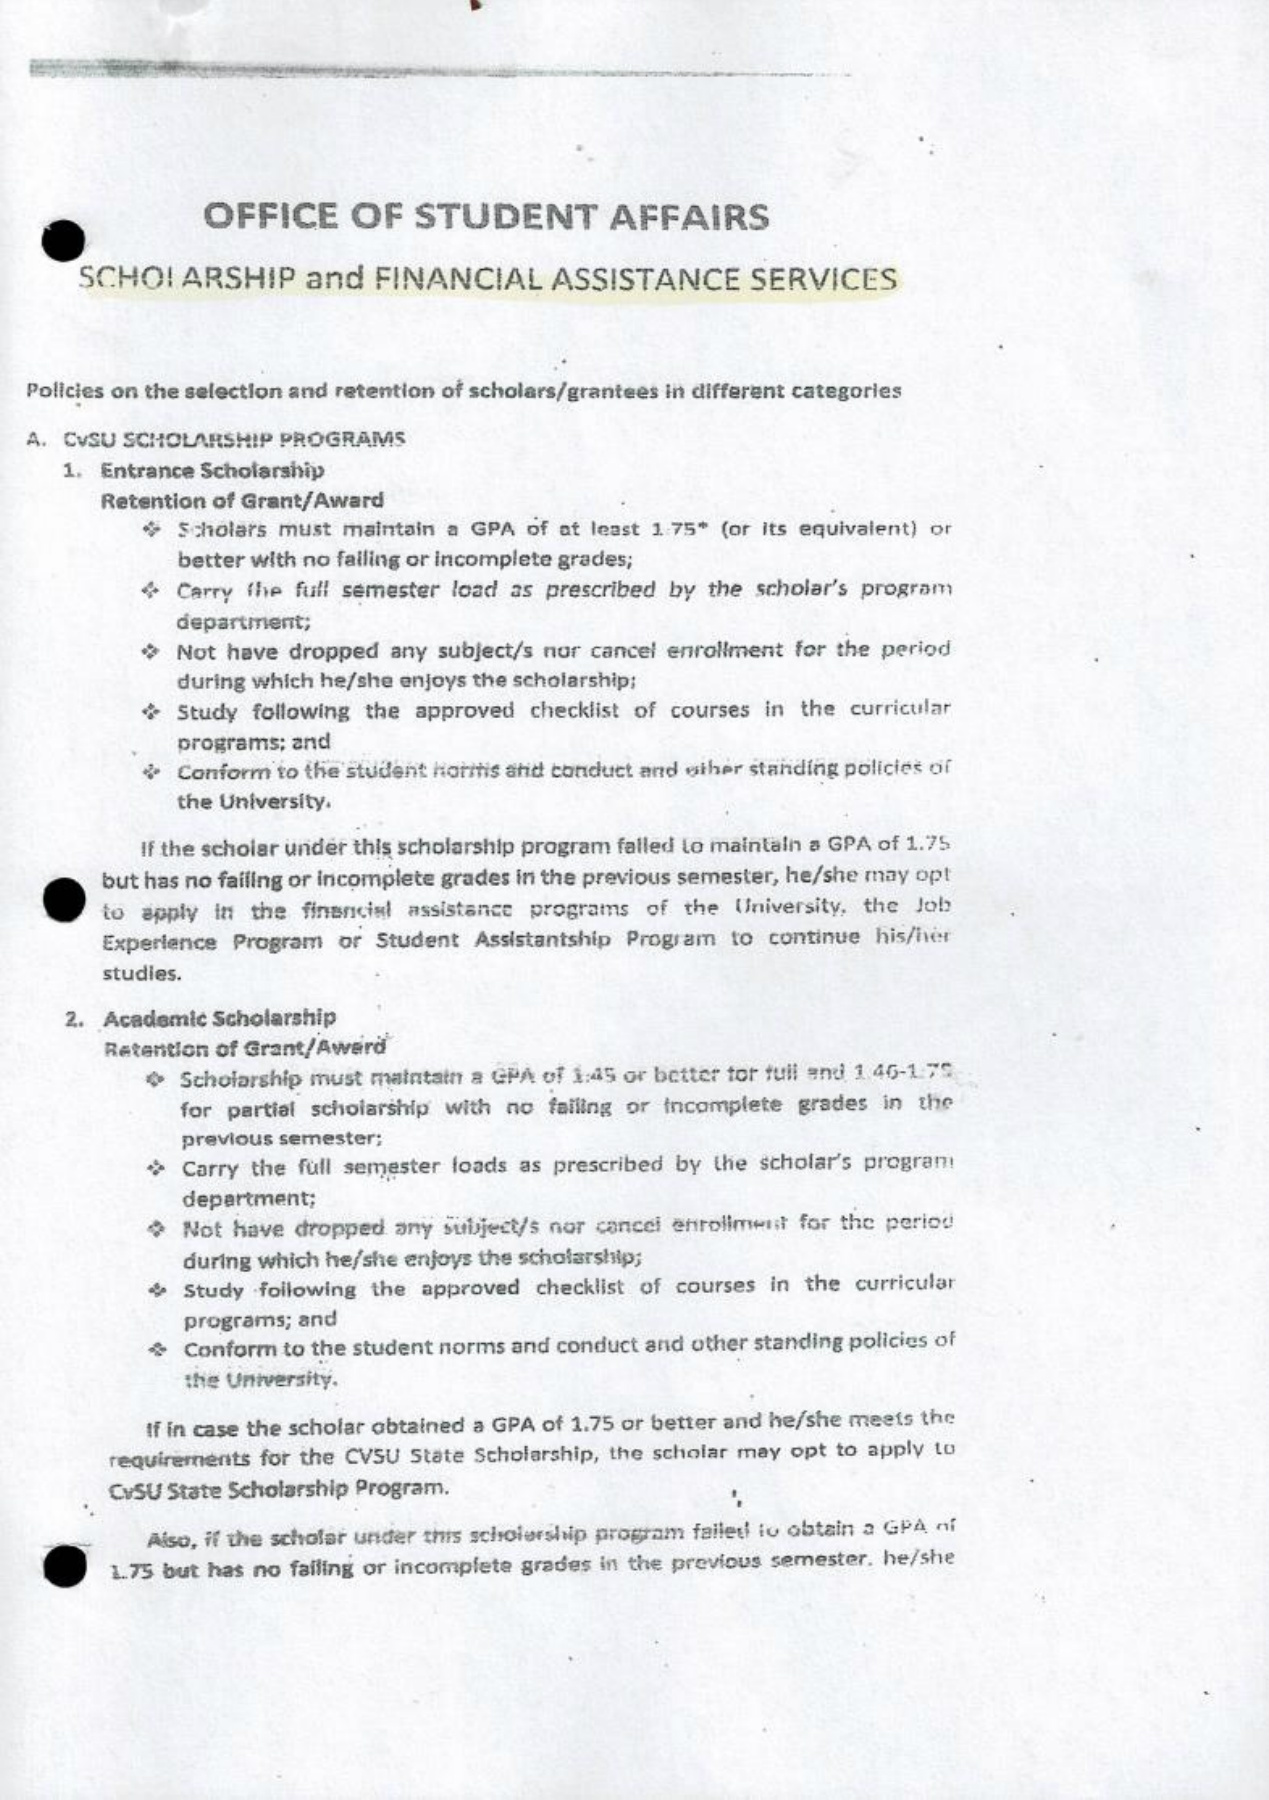 OFFICE OF STUDENT AFFAIRS
SCHOLARSHIP and FINANCIAL ASSISTANCE SERVICES
Policies on the selection and retention of scholars/grantees in different categories
A. CvSU SCHOLARSHIP PROGRAMS
1. Entrance Scholarship
Retention of Grant/Award
❖ Scholars must maintain a GPA of at least 1.75* (or its equivalent) or
better with no failing or incomplete grades;
❖ Carry the full semester load as prescribed by the scholar's program
department;
❖ Not have dropped any subject/s nor cancel enrollment for the period
during which he/she enjoys the scholarship;
❖ Study following the approved checklist of courses in the curricular
programs; and
❖ Conform to the student norms and conduct and other standing policies of
the University.
If the scholar under this scholarship program failed to maintain a GPA of 1.75
but has no failing or incomplete grades in the previous semester, he/she may opt
to apply in the financial assistance programs of the University, the Job
Experience Program or Student Assistantship Program to continue his/her
studies.
2. Academic Scholarship
Retention of Grant/Award
❖ Scholarship must maintain a GPA of 1.45 or better for full and 1.46-1.75
for partial scholarship with no failing or incomplete grades in the
previous semester;
❖ Carry the full semester loads as prescribed by the scholar's program
department;
❖ Not have dropped any subject/s nor cancel enrollment for the period
during which he/she enjoys the scholarship;
❖ Study following the approved checklist of courses in the curricular
programs; and
❖ Conform to the student norms and conduct and other standing policies of
the University.
If in case the scholar obtained a GPA of 1.75 or better and he/she meets the
requirements for the CVSU State Scholarship, the scholar may opt to apply to
CvSU State Scholarship Program.
Also, if the scholar under this scholarship program failed to obtain a GPA of
1.75 but has no failing or incomplete grades in the previous semester. he/she